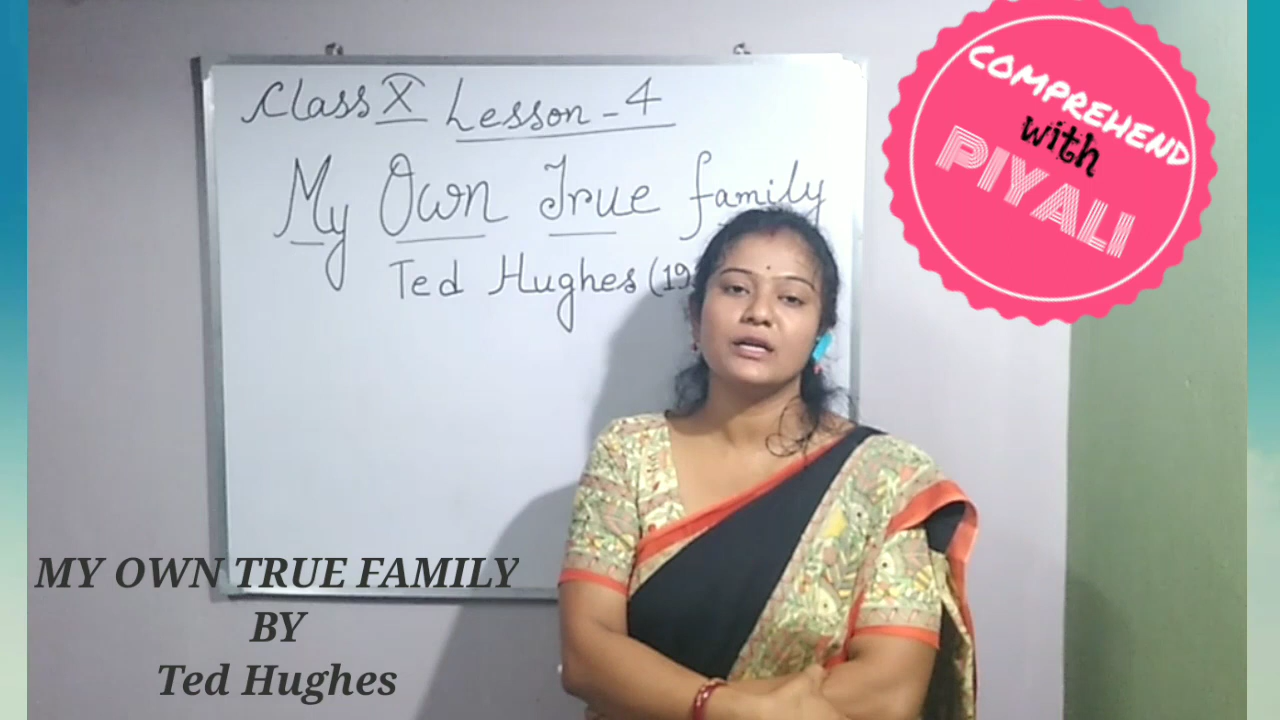 Class X Lesson - 4
My Own True family
Ted Hughes (19
COMPREHEND
with
PIYALI
MY OWN TRUE FAMILY
BY
Ted Hughes